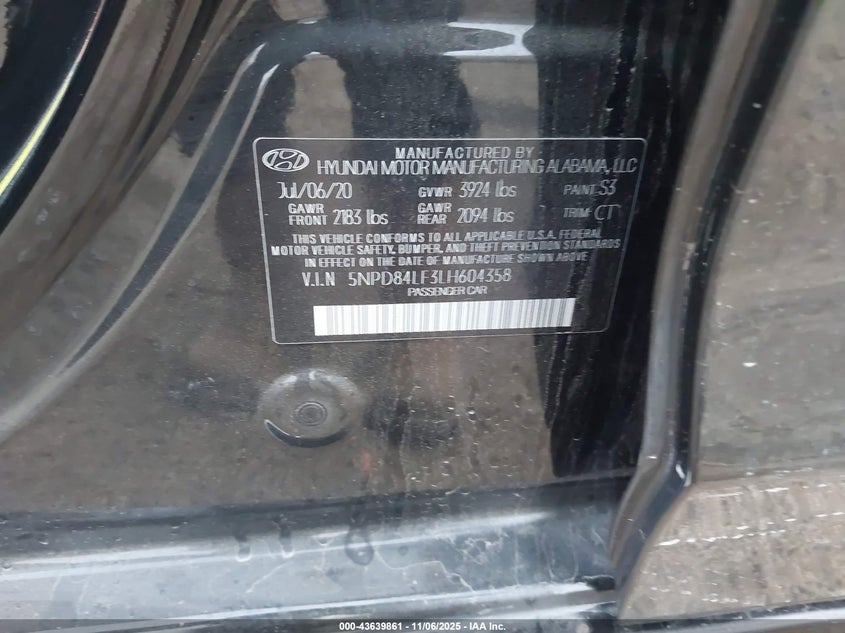 MANUFACTURED BY
HYUNDAI MOTOR MANUFACTURING ALABAMA, LLC
Jul/06/20 GVWR 3924 lbs PAINT S3
GAWR FRONT 2183 lbs GAWR REAR 2094 lbs TRIM CT
THIS VEHICLE CONFORMS TO ALL APPLICABLE U.S.A. FEDERAL
MOTOR VEHICLE SAFETY, BUMPER, AND THEFT PREVENTION STANDARDS
IN EFFECT ON THE DATE OF MANUFACTURE SHOWN ABOVE
V.I.N 5NPD84LF3LH604358
PASSENGER CAR
000-43639861 - 11/06/2025 - IAA Inc.